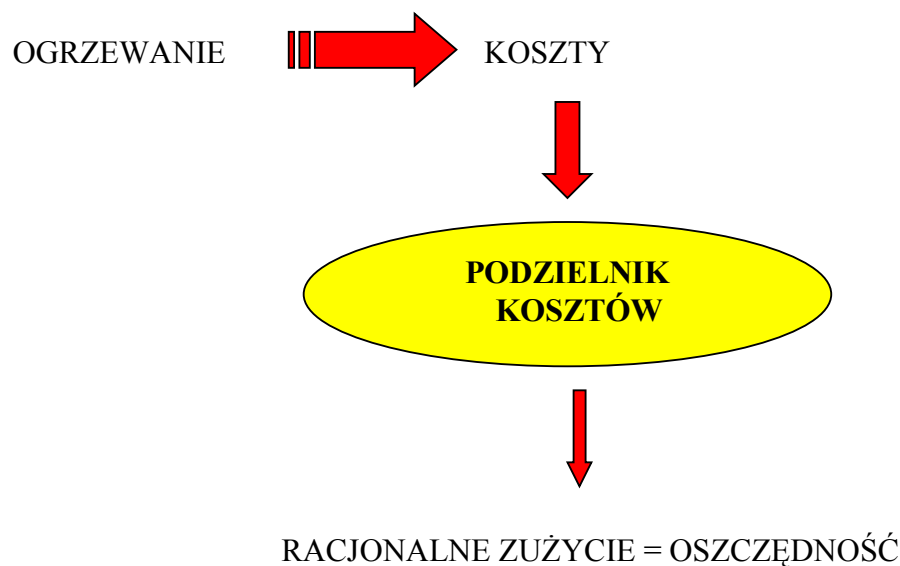 OGRZEWANIE KOSZTY
PODZIELNIK
KOSZTÓW
RACJONALNE ZUŻYCIE = OSZCZĘDNOŚĆ